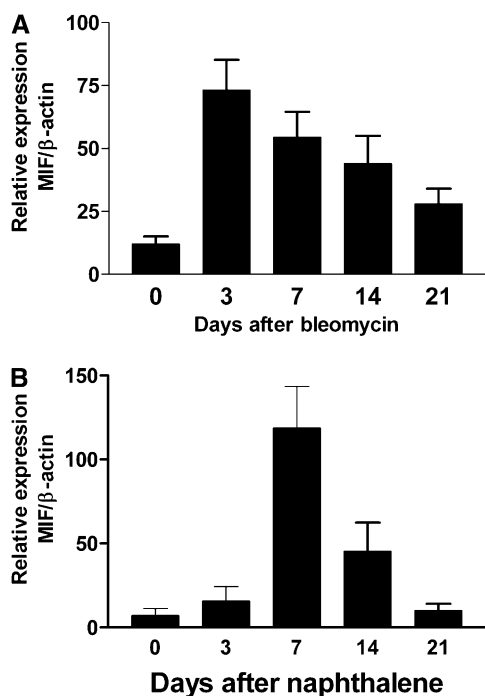 A
Relative expression
MIF/β-actin
100
75
50
25
0
0 3 7 14 21
Days after bleomycin
B
Relative expression
MIF/β-actin
150
100
50
0
0 3 7 14 21
Days after naphthalene